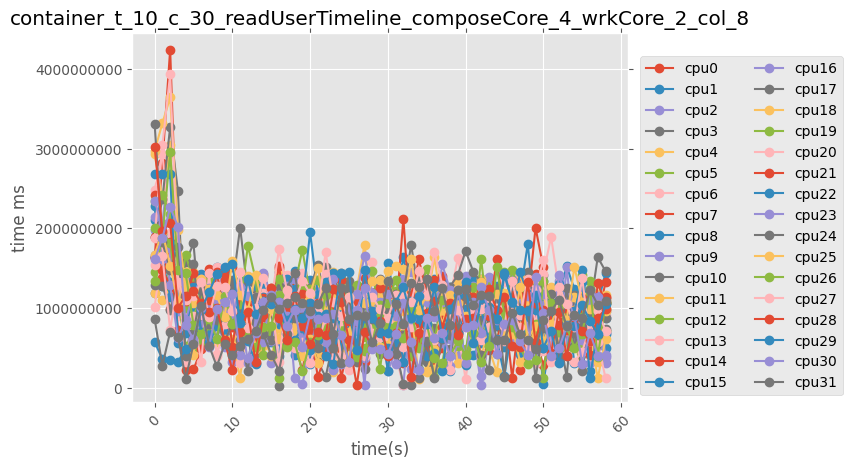 container_t_10_c_30_readUserTimeline_composeCore_4_wrkCore_2_col_8
time ms
4000000000
3000000000
2000000000
1000000000
0
0
10
20
30
40
50
60
time(s)
cpu0
cpu1
cpu2
cpu3
cpu4
cpu5
cpu6
cpu7
cpu8
cpu9
cpu10
cpu11
cpu12
cpu13
cpu14
cpu15
cpu16
cpu17
cpu18
cpu19
cpu20
cpu21
cpu22
cpu23
cpu24
cpu25
cpu26
cpu27
cpu28
cpu29
cpu30
cpu31